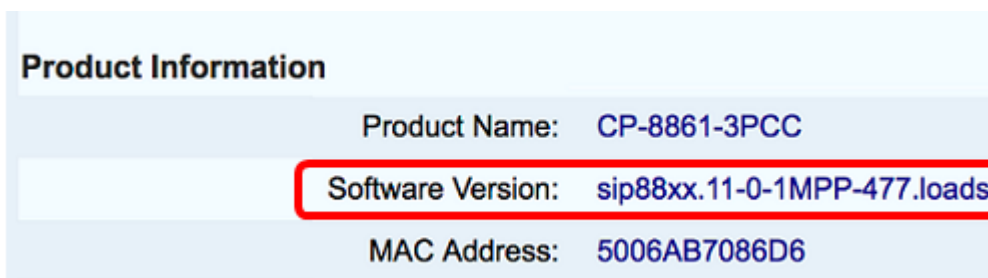 Product Information
Product Name: CP-8861-3PCC
Software Version: sip88xx.11-0-1MPP-477.loads
MAC Address: 5006AB7086D6